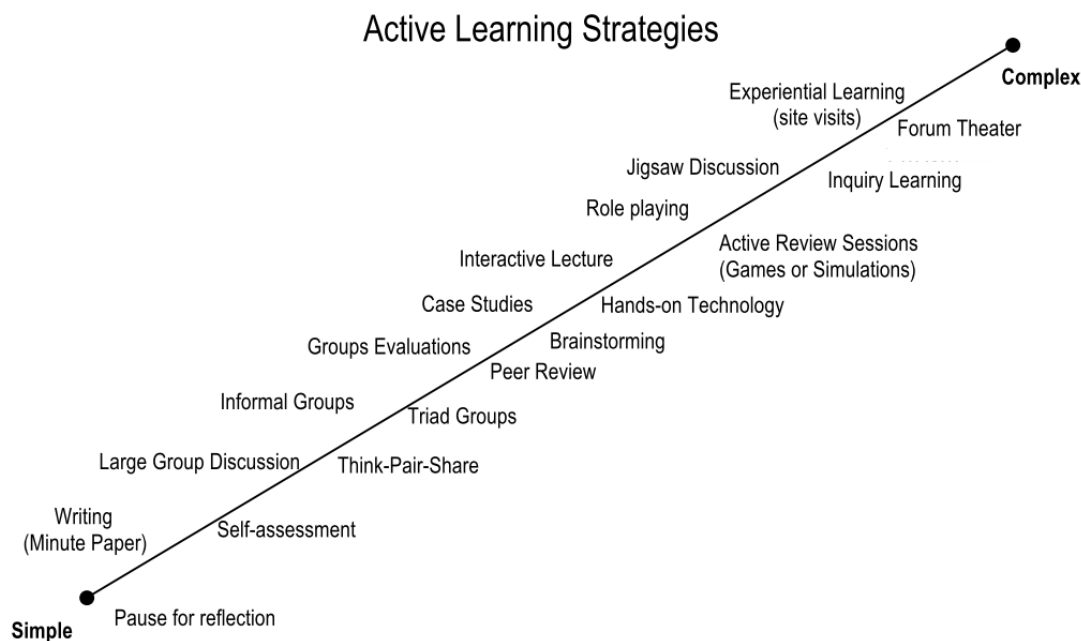 Active Learning Strategies
Complex
Experiential Learning
(site visits)
Forum Theater
Jigsaw Discussion
Inquiry Learning
Role playing
Active Review Sessions
(Games or Simulations)
Interactive Lecture
Case Studies
Hands-on Technology
Brainstorming
Groups Evaluations
Peer Review
Informal Groups
Triad Groups
Large Group Discussion
Think-Pair-Share
Writing
(Minute Paper)
Self-assessment
Pause for reflection
Simple